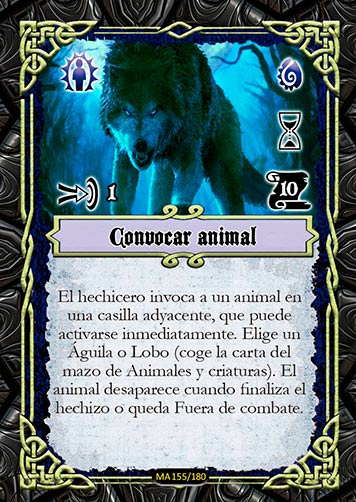 1
10
Convocar animal
El hechicero invoca a un animal en
una casilla adyacente, que puede
activarse inmediatamente. Elige un
Águila o Lobo (coge la carta del
mazo de Animales y criaturas). El
animal desaparece cuando finaliza el
hechizo o queda Fuera de combate.
MA155/180